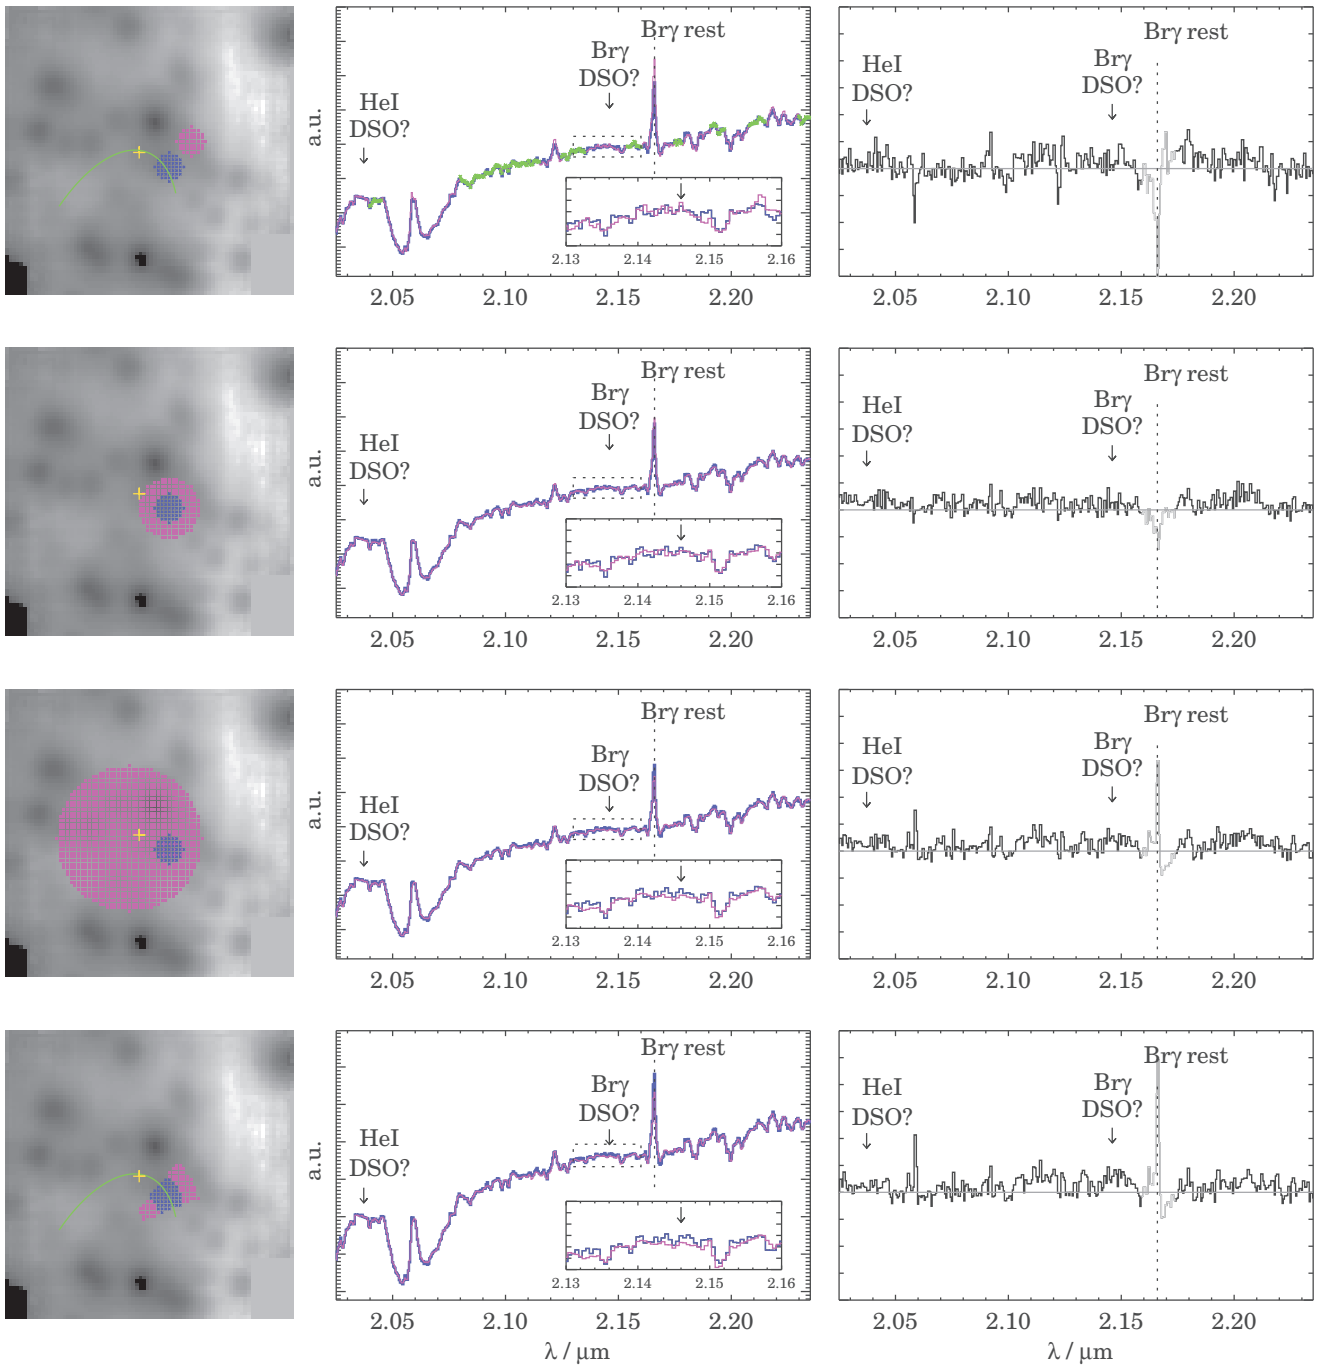 Brγ rest
Brγ
DSO?
HeI
DSO?
a.u.
2.13 2.14 2.15 2.16
2.05 2.10 2.15 2.20
Brγ rest
Brγ
DSO?
HeI
DSO?
2.05 2.10 2.15 2.20
Brγ rest
Brγ
DSO?
HeI
DSO?
a.u.
2.13 2.14 2.15 2.16
2.05 2.10 2.15 2.20
Brγ rest
Brγ
DSO?
HeI
DSO?
2.05 2.10 2.15 2.20
Brγ rest
Brγ
DSO?
HeI
DSO?
a.u.
2.13 2.14 2.15 2.16
2.05 2.10 2.15 2.20
Brγ rest
Brγ
DSO?
HeI
DSO?
2.05 2.10 2.15 2.20
Brγ rest
Brγ
DSO?
HeI
DSO?
a.u.
2.13 2.14 2.15 2.16
2.05 2.10 2.15 2.20
λ / μm
Brγ rest
Brγ
DSO?
HeI
DSO?
2.05 2.10 2.15 2.20
λ / μm